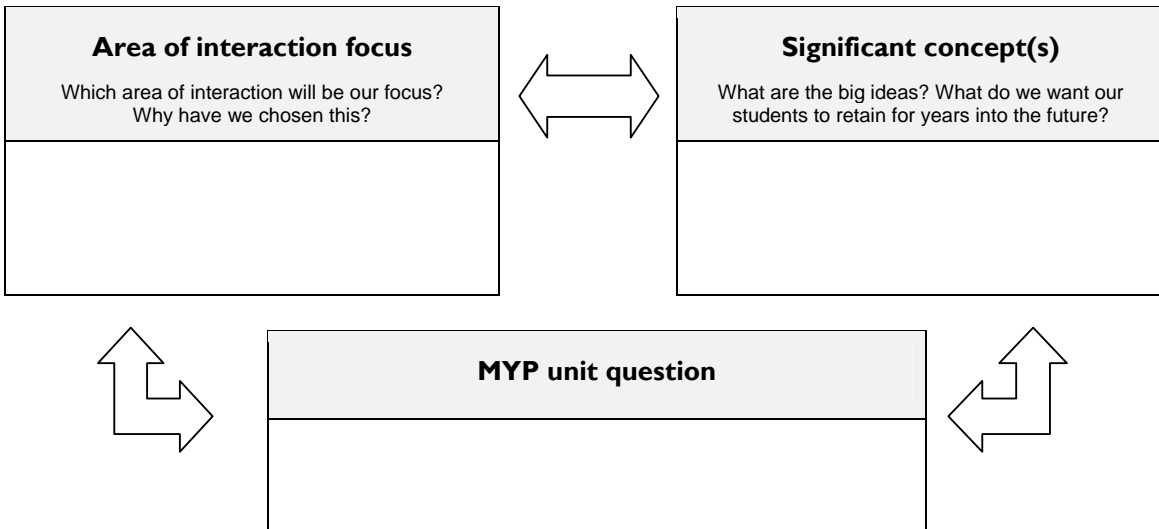 Area of interaction focus
Which area of interaction will be our focus?
Why have we chosen this?
Significant concept(s)
What are the big ideas? What do we want our
students to retain for years into the future?
MYP unit question